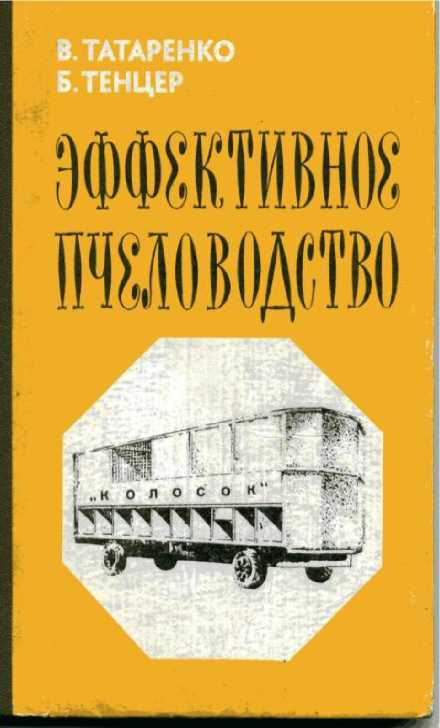 В. ТАТАРЕНКО
Б. ТЕНЦЕР
ЭФФЕКТИВНОЕ
ПЧЕЛОВОДСТВО
„КОЛОСОК"